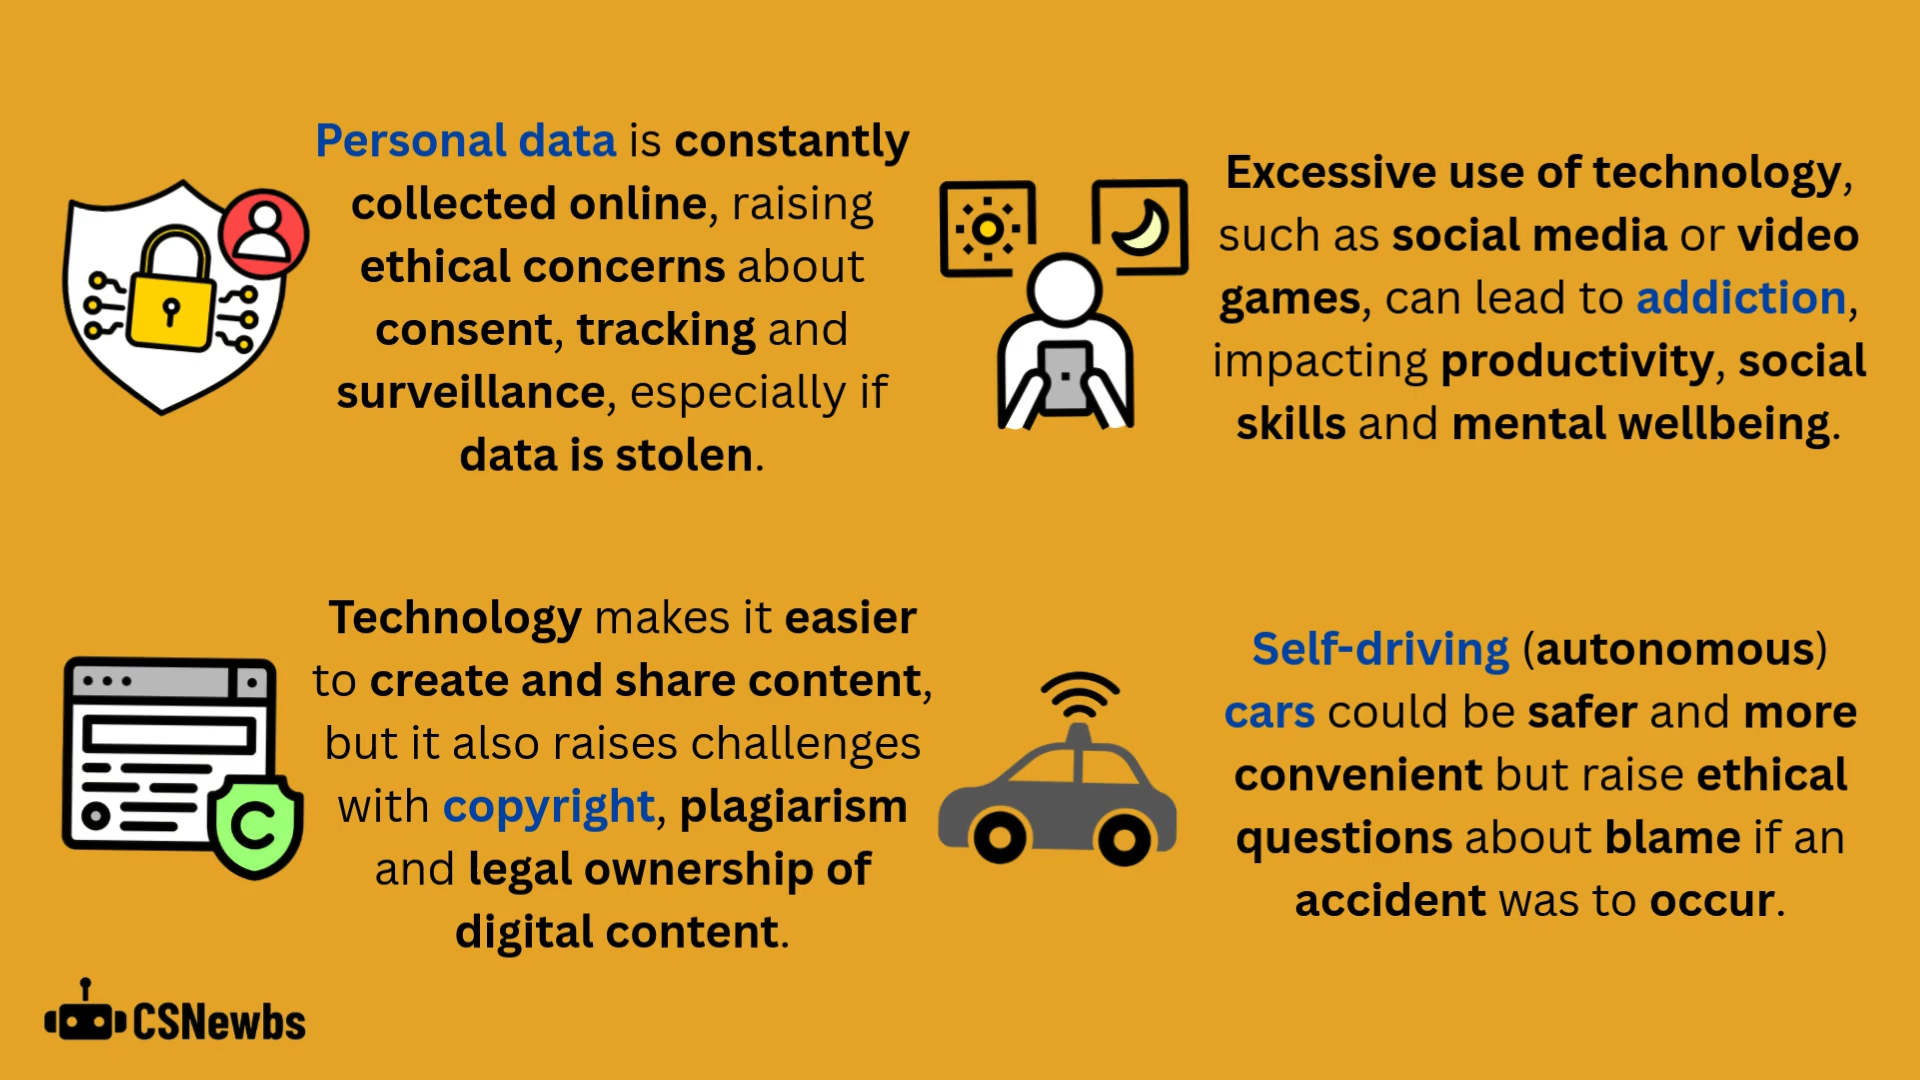 Personal data is constantly
collected online, raising
ethical concerns about
consent, tracking and
surveillance, especially if
data is stolen.
Excessive use of technology,
such as social media or video
games, can lead to addiction,
impacting productivity, social
skills and mental wellbeing.
Technology makes it easier
to create and share content,
but it also raises challenges
with copyright, plagiarism
and legal ownership of
digital content.
C
Self-driving (autonomous)
cars could be safer and more
convenient but raise ethical
questions about blame if an
accident was to occur.
CSNewbs